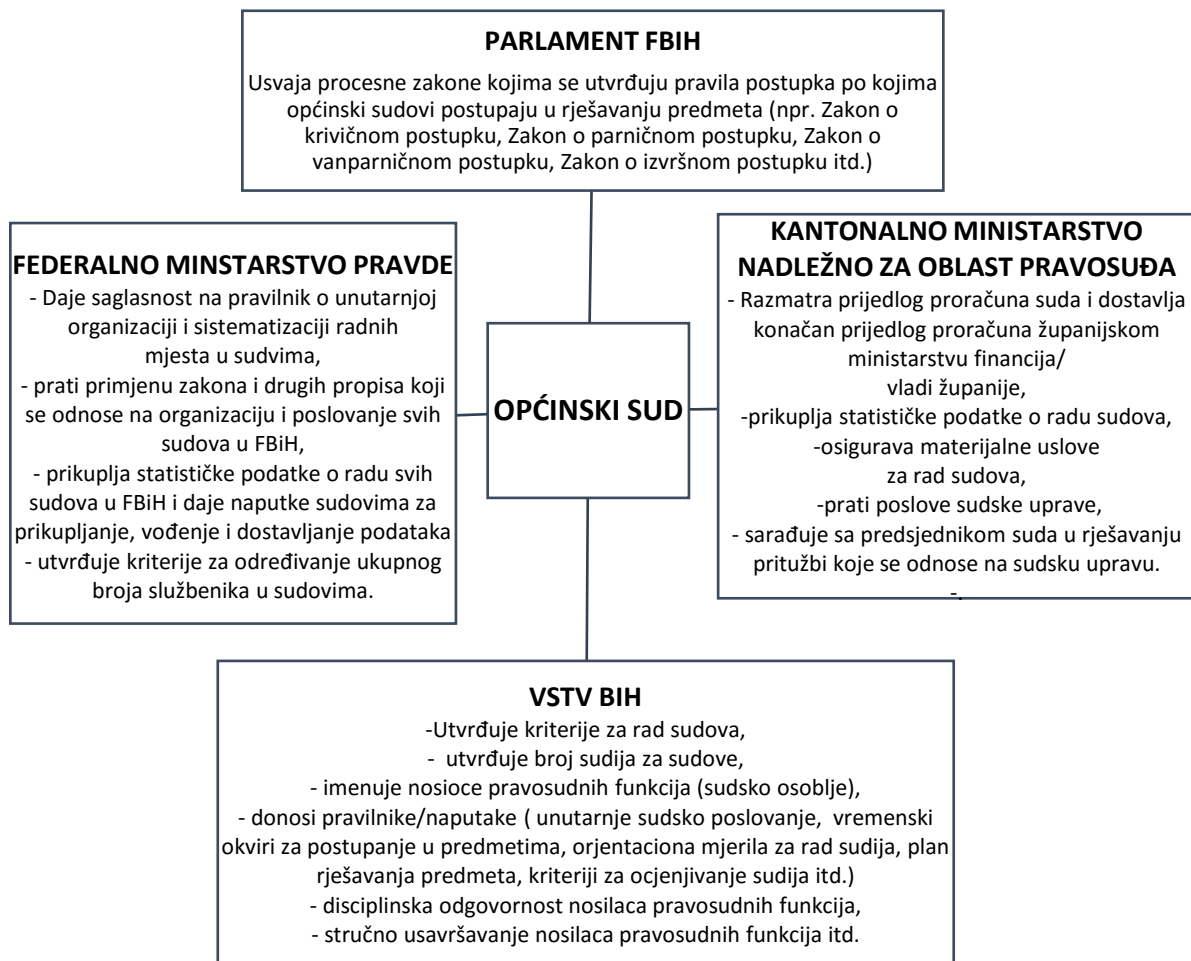 PARLAMENT FBIH
Usvaja procesne zakone kojima se utvrđuju pravila postupka po kojima
općinski sudovi postupaju u rješavanju predmeta (npr. Zakon o
krivičnom postupku, Zakon o parničnom postupku, Zakon o
vanparničnom postupku, Zakon o izvršnom postupku itd.)
FEDERALNO MINSTARSTVO PRAVDE
- Daje saglasnost na pravilnik o unutarnjoj
organizaciji i sistematizaciji radnih
mjesta u sudvima,
- prati primjenu zakona i drugih propisa koji
se odnose na organizaciju i poslovanje svih
sudova u FBiH,
- prikuplja statističke podatke o radu svih
sudova u FBiH i daje naputke sudovima za
prikupljanje, vođenje i dostavljanje podataka
- utvrđuje kriterije za određivanje ukupnog
broja službenika u sudovima.
OPĆINSKI SUD
KANTONALNO MINISTARSTVO
NADLEŽNO ZA OBLAST PRAVOSUĐA
- Razmatra prijedlog proračuna suda i dostavlja
konačan prijedlog proračuna županijskom
ministarstvu financija/
vladi županije,
-prikuplja statističke podatke o radu sudova,
-osigurava materijalne uslove
za rad sudova,
-prati poslove sudske uprave,
- sarađuje sa predsjednikom suda u rješavanju
pritužbi koje se odnose na sudsku upravu.
-.
VSTV BIH
-Utvrđuje kriterije za rad sudova,
- utvrđuje broj sudija za sudove,
- imenuje nosioce pravosudnih funkcija (sudsko osoblje),
- donosi pravilnike/naputake ( unutarnje sudsko poslovanje, vremenski
okviri za postupanje u predmetima, orjentaciona mjerila za rad sudija, plan
rješavanja predmeta, kriteriji za ocjenjivanje sudija itd.)
- disciplinska odgovornost nosilaca pravosudnih funkcija,
- stručno usavršavanje nosilaca pravosudnih funkcija itd.